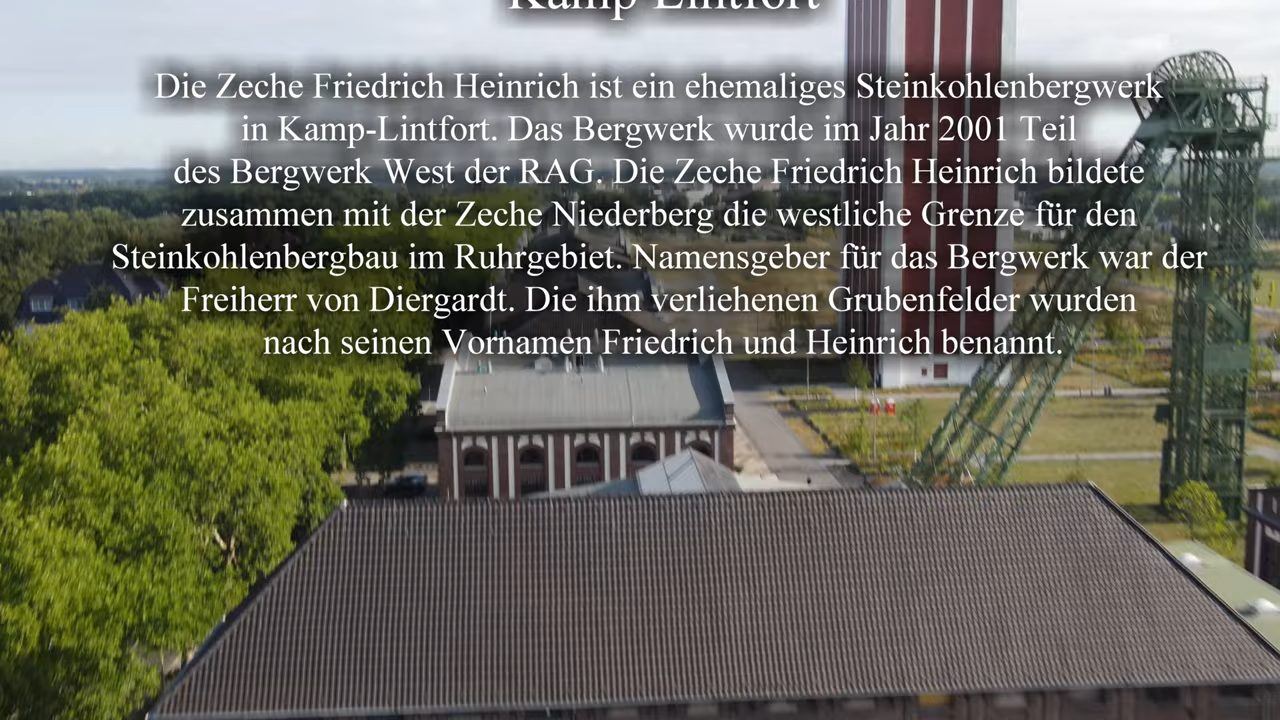 Kamp-Lintfort
Die Zeche Friedrich Heinrich ist ein ehemaliges Steinkohlenbergwerk
in Kamp-Lintfort. Das Bergwerk wurde im Jahr 2001 Teil
des Bergwerk West der RAG. Die Zeche Friedrich Heinrich bildete
zusammen mit der Zeche Niederberg die westliche Grenze für den
Steinkohlenbergbau im Ruhrgebiet. Namensgeber für das Bergwerk war der
Freiherr von Diergardt. Die ihm verliehenen Grubenfelder wurden
nach seinen Vornamen Friedrich und Heinrich benannt.